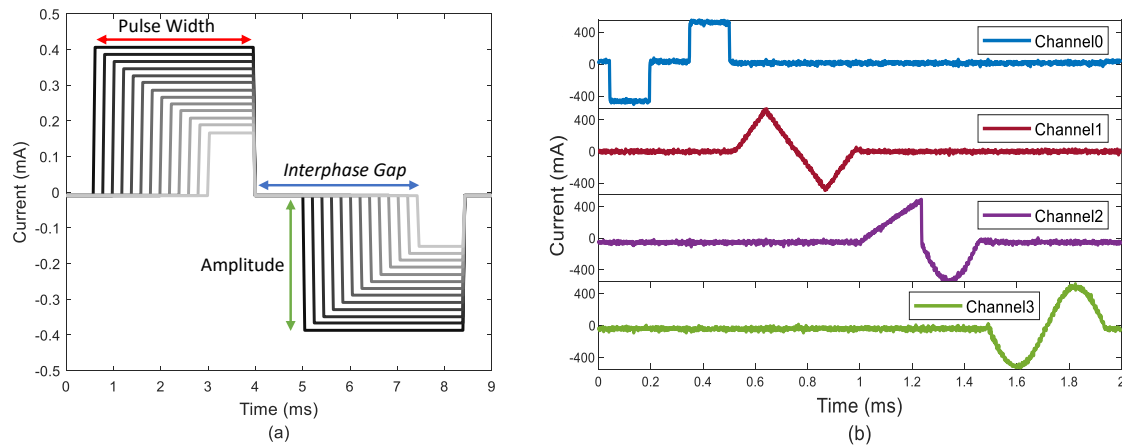 Pulse Width
Interphase Gap
Amplitude
Current (mA)
0.5
0.4
0.3
0.2
0.1
0
-0.1
-0.2
-0.3
-0.4
-0.5
0 1 2 3 4 5 6 7 8 9
Time (ms)
(a)
Channel0
Channel1
Channel2
Channel3
Current (mA)
400
0
-400
400
0
-400
400
0
-400
400
0
-400
0 0.2 0.4 0.6 0.8 1 1.2 1.4 1.6 1.8 2
Time (ms)
(b)